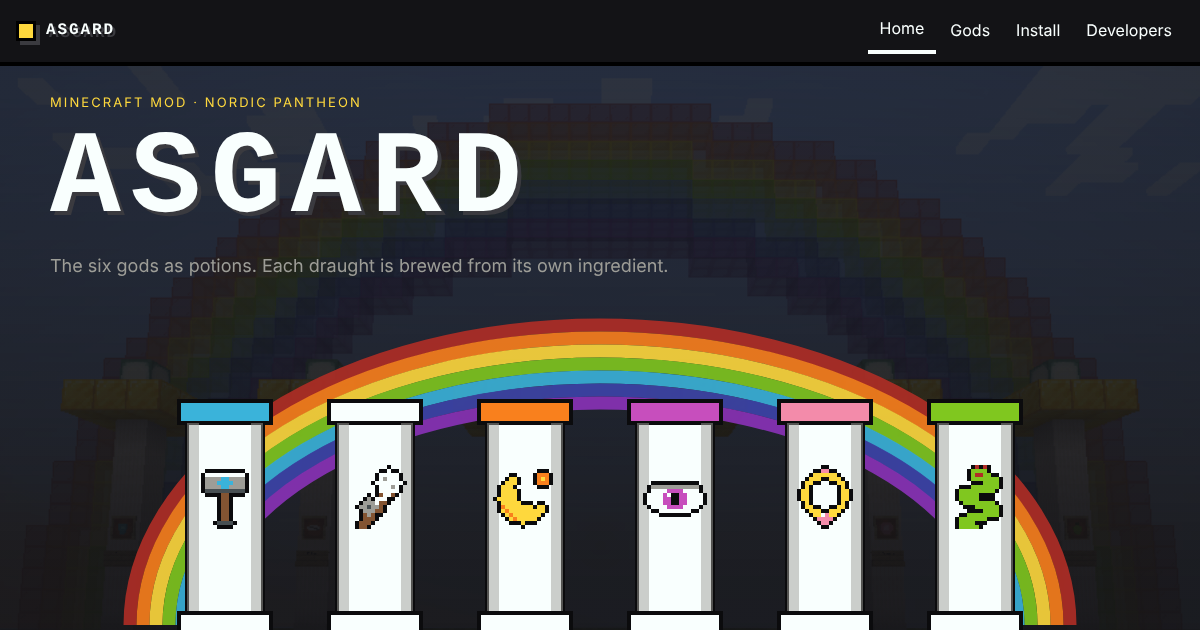 ASGARD
Home
Gods
Install
Developers
MINECRAFT MOD · NORDIC PANTHEON
ASGARD
The six gods as potions. Each draught is brewed from its own ingredient.